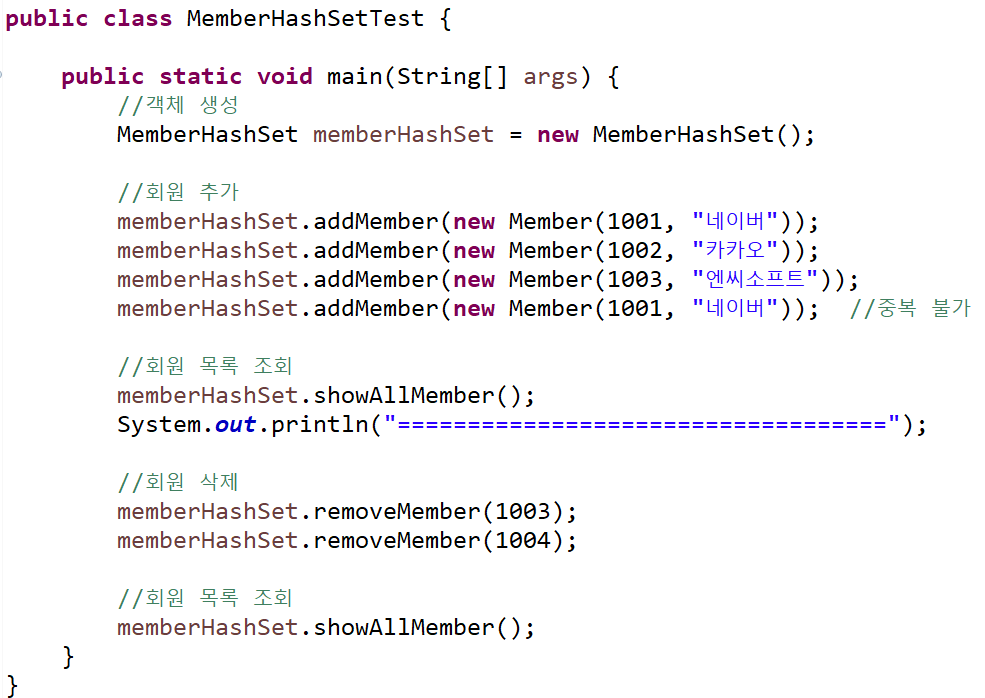 public class MemberHashSetTest {
public static void main(String[] args) {
//객체 생성
MemberHashSet memberHashSet = new MemberHashSet();
//회원 추가
memberHashSet.addMember(new Member(1001, "네이버"));
memberHashSet.addMember(new Member(1002, "카카오"));
memberHashSet.addMember(new Member(1003, "엔씨소프트"));
memberHashSet.addMember(new Member(1001, "네이버"));  //중복 불가
//회원 목록 조회
memberHashSet.showAllMember();
System.out.println("===================================");
//회원 삭제
memberHashSet.removeMember(1003);
memberHashSet.removeMember(1004);
//회원 목록 조회
memberHashSet.showAllMember();
}
}